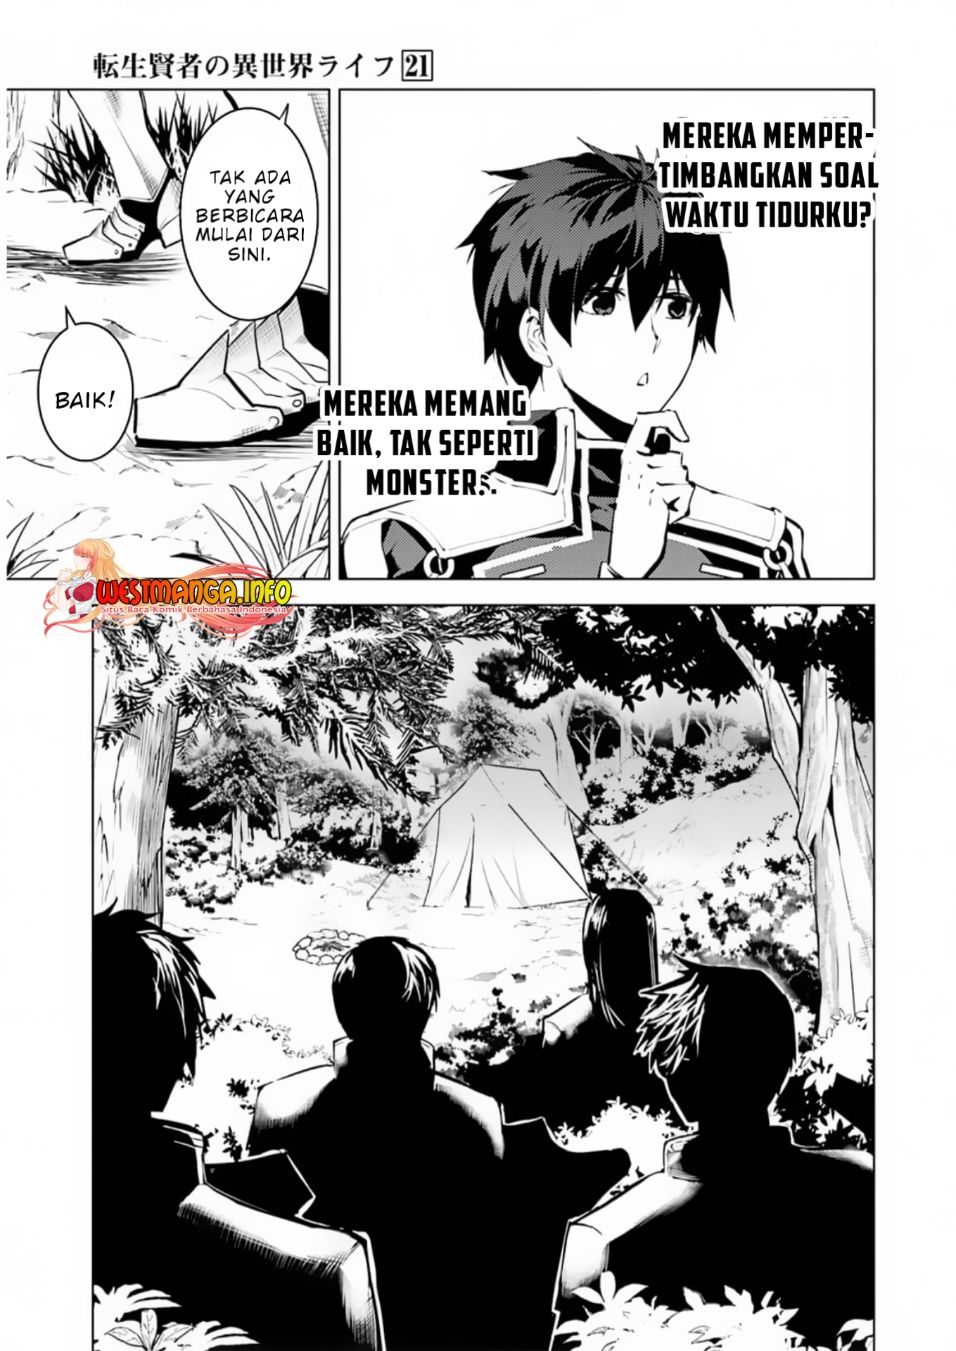 転生賢者の異世界ライフ 21
MEREKA MEMPER-
TIMBANGKAN SOAL
WAKTU TIDURKU?
MEREKA MEMANG
BAIK, TAK SEPERTI
MONSTER.
TAK ADA
YANG
BERBICARA
MULAI DARI
SINI.
BAIK!
WESTMANGA.INFO
Situs Baca Komik Berbahasa Indonesia